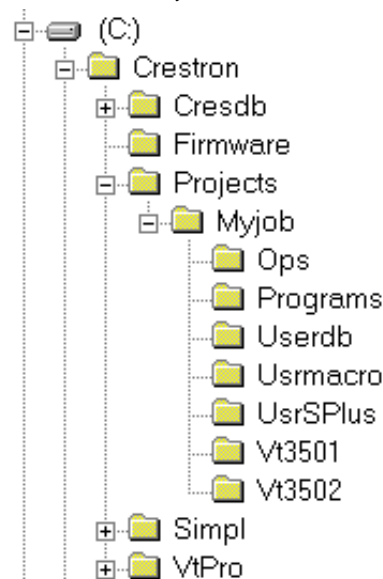 (C:)
Crestron
Cresdb
Firmware
Projects
Myjob
Ops
Programs
Userdb
Usrmacro
UsrSPlus
Vt3501
Vt3502
Simpl
VtPro